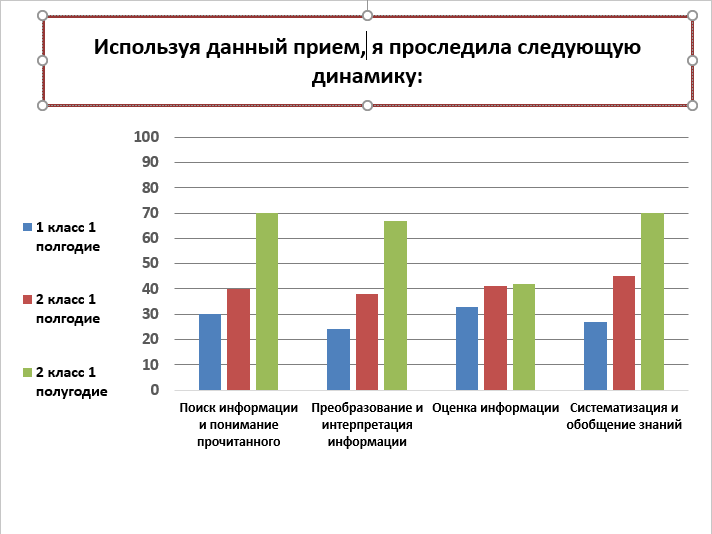 Используя данный прием, я проследила следующую
динамику:
100
90
80
70
60
50
40
30
20
10
0
1 класс 1
полгодие
2 класс 1
полгодие
2 класс 1
полугодие
Поиск информации
и понимание
прочитанного
Преобразование и
интерпретация
информации
Оценка информации
Систематизация и
обобщение знаний